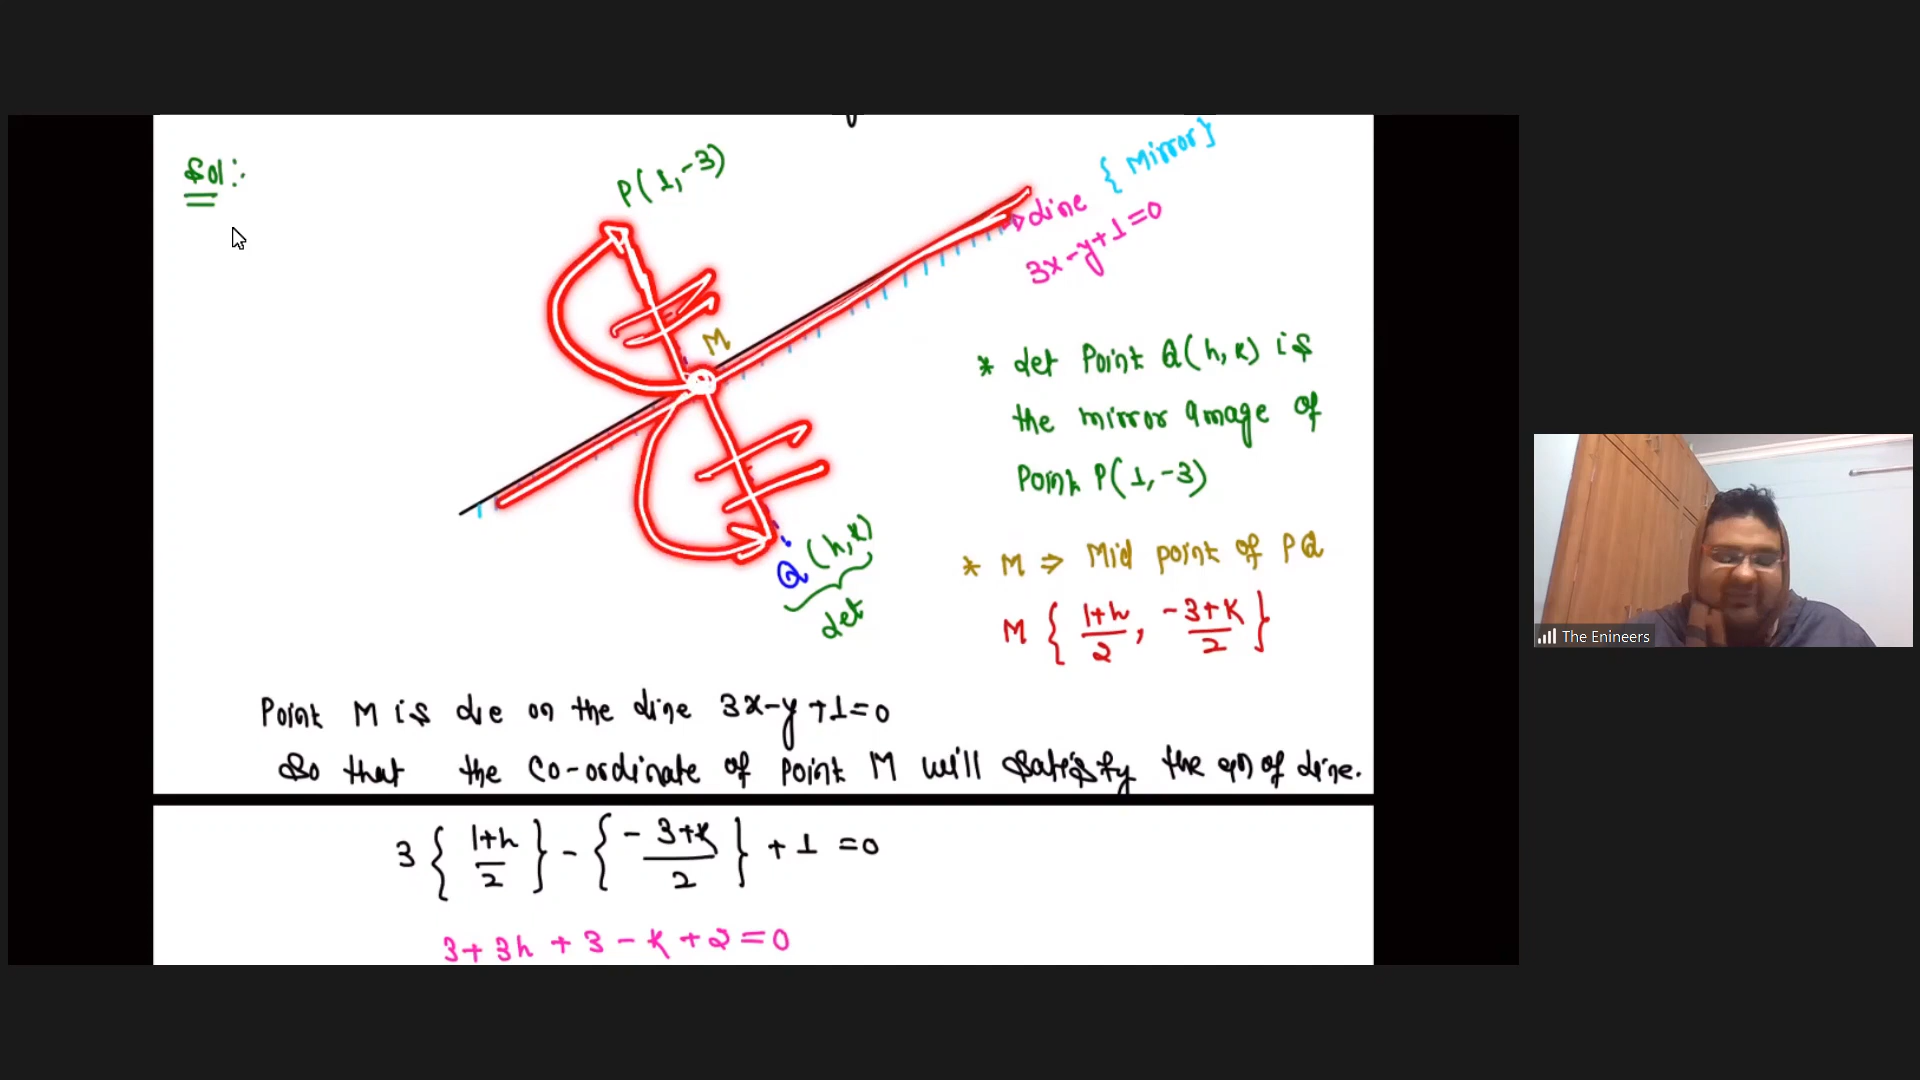 Sol:-
P(1,-3)
{Mirror}
Line
3x-y+1=0
M
* Let Point Q(h,k) is
the mirror image of
Point P(1,-3)
Q(h,k)
Let
* M ⇒ Mid point of PQ
M { 1+h/2, -3+k/2 }
Point M is lie on the Line 3x-y+1=0
So that the Co-ordinate of Point M will satisfy the eqn of Line.
3 { 1+h/2 } - { -3+k/2 } + 1 = 0
3+3h+3-k+2=0
The Enineers